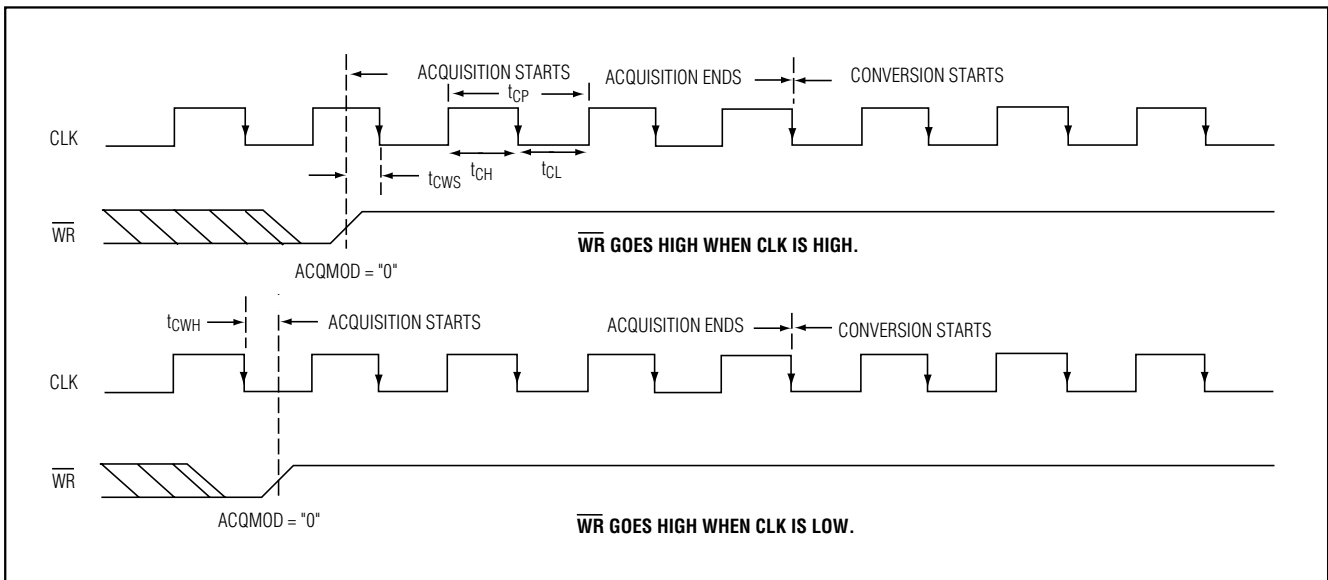 ACQUISITION STARTS
ACQUISITION ENDS
CONVERSION STARTS
tCP
CLK
tCH
tCL
tCWS
WR
WR GOES HIGH WHEN CLK IS HIGH.
ACQMOD = "0"
tCWH
ACQUISITION STARTS
ACQUISITION ENDS
CONVERSION STARTS
CLK
WR
ACQMOD = "0"
WR GOES HIGH WHEN CLK IS LOW.